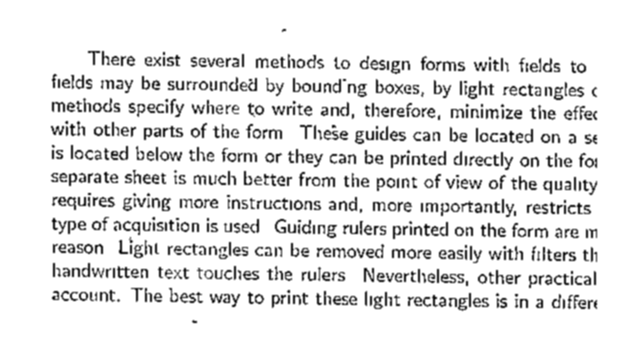 There exist several methods to design forms with fields to
fields may be surrounded by bounding boxes, by light rectangles
methods specify where to write and, therefore, minimize the effec
with other parts of the form These guides can be located on a se
is located below the form or they can be printed directly on the for
separate sheet is much better from the point of view of the quality
requires giving more instructions and, more importantly, restricts
type of acquisition is used Guiding rulers printed on the form are m
reason Light rectangles can be removed more easily with filters th
handwritten text touches the rulers Nevertheless, other practical
account. The best way to print these light rectangles is in a differe